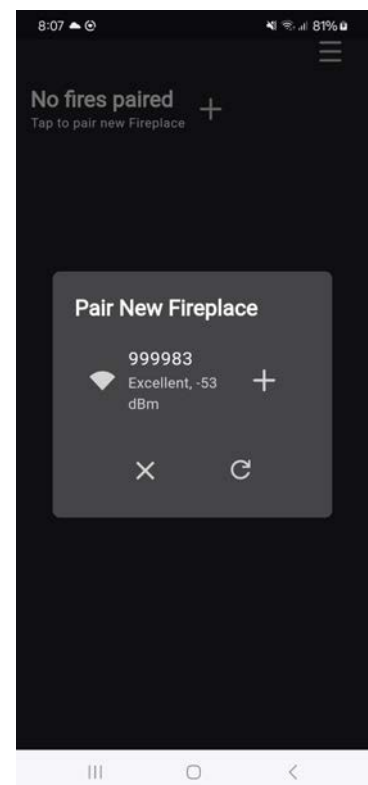 8:07 81%
No fires paired
Tap to pair new Fireplace
Pair New Fireplace
999983
Excellent, -53
dBm